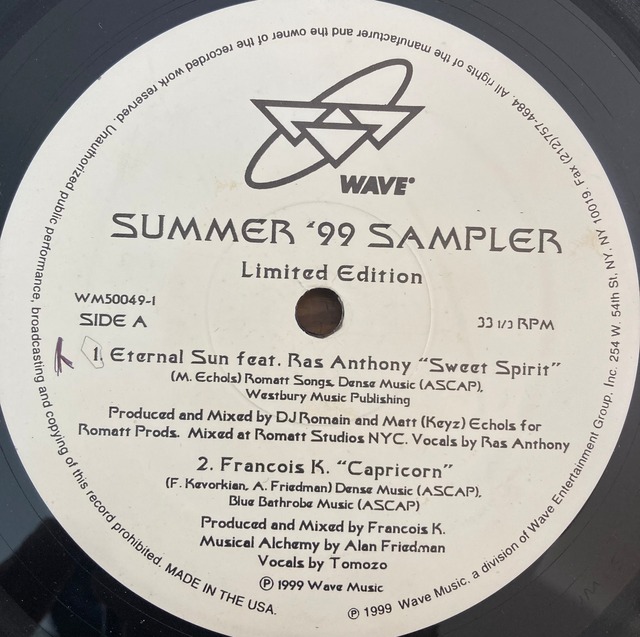 WAVE®
SUMMER '99 SAMPLER
Limited Edition
WM50049-1
SIDE A
33 1/3 RPM
K
1. Eternal Sun feat. Ras Anthony "Sweet Spirit"
(M. Echols) Romatt Songs, Dense Music (ASCAP),
Westbury Music Publishing
Produced and Mixed by DJ Romain and Matt (Keyz) Echols for
Romatt Prods. Mixed at Romatt Studios NYC. Vocals by Ras Anthony
2. Francois K. "Capricorn"
(F. Kevorkian, A. Friedman) Dense Music (ASCAP),
Blue Bathrobe Music (ASCAP)
Produced and Mixed by Francois K.
Musical Alchemy by Alan Friedman
Vocals by Tomozo
℗ 1999 Wave Music
℗ 1999 Wave Music, a division of Wave Entertainment Group, Inc. 254 W. 54th St. NY, NY 10019. Fax (212)757-4684. All rights of the manufacturer and the owner of the recorded work reserved. Unauthorized public performance, broadcasting and copying of this record prohibited. MADE IN THE USA.